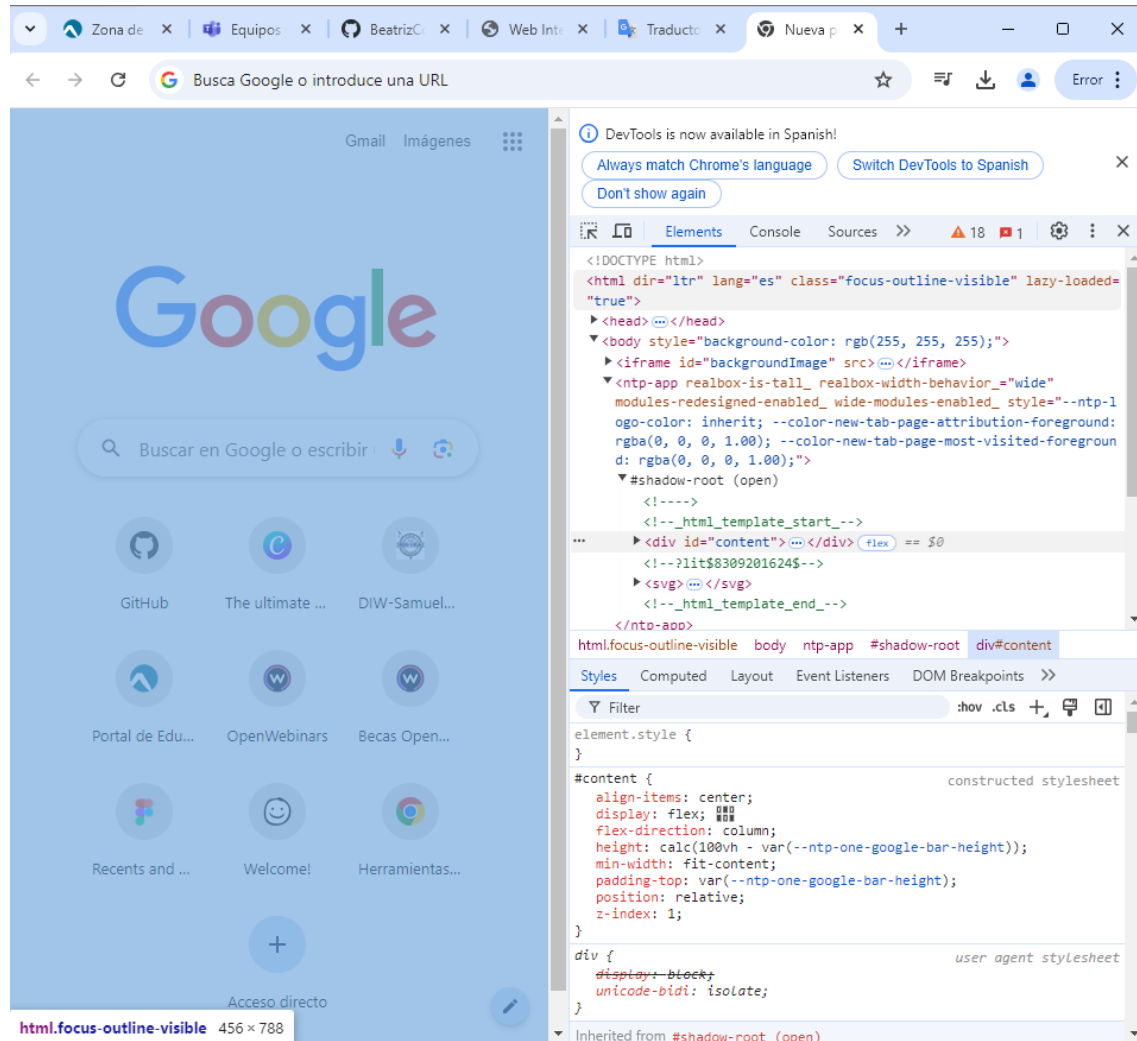 Zona de
Equipos
BeatrizC
Web Inte
Traducto
Nueva p
Busca Google o introduce una URL
Error
Gmail Imágenes
Google
Buscar en Google o escribir
GitHub The ultimate ... DIW-Samuel...
Portal de Edu... OpenWebinars Becas Open...
Recents and ... Welcome! Herramientas...
Acceso directo
html.focus-outline-visible 456 × 788
DevTools is now available in Spanish!
Always match Chrome's language Switch DevTools to Spanish
Don't show again
Elements Console Sources 18 1
<!DOCTYPE html>
<html dir="ltr" lang="es" class="focus-outline-visible" lazy-loaded=
"true">
<head> ⋯ </head>
<body style="background-color: rgb(255, 255, 255);">
<iframe id="backgroundImage" src> ⋯ </iframe>
<ntp-app realbox-is-tall_ realbox-width-behavior_="wide"
modules-redesigned-enabled_ wide-modules-enabled_ style="--ntp-l
ogo-color: inherit; --color-new-tab-page-attribution-foreground:
rgba(0, 0, 0, 1.00); --color-new-tab-page-most-visited-foregroun
d: rgba(0, 0, 0, 1.00);">
#shadow-root (open)
<!---->
<!--_html_template_start_-->
<div id="content"> ⋯ </div> flex == $0
<!--?lit$8309201624$-->
<svg> ⋯ </svg>
<!--_html_template_end_-->
</ntp-app>
html.focus-outline-visible body ntp-app #shadow-root div#content
Styles Computed Layout Event Listeners DOM Breakpoints
Filter :hov .cls
element.style {
}
#content { constructed stylesheet
align-items: center;
display: flex;
flex-direction: column;
height: calc(100vh - var(--ntp-one-google-bar-height));
min-width: fit-content;
padding-top: var(--ntp-one-google-bar-height);
position: relative;
z-index: 1;
}
div { user agent stylesheet
display: block;
unicode-bidi: isolate;
}
Inherited from #shadow-root (open)